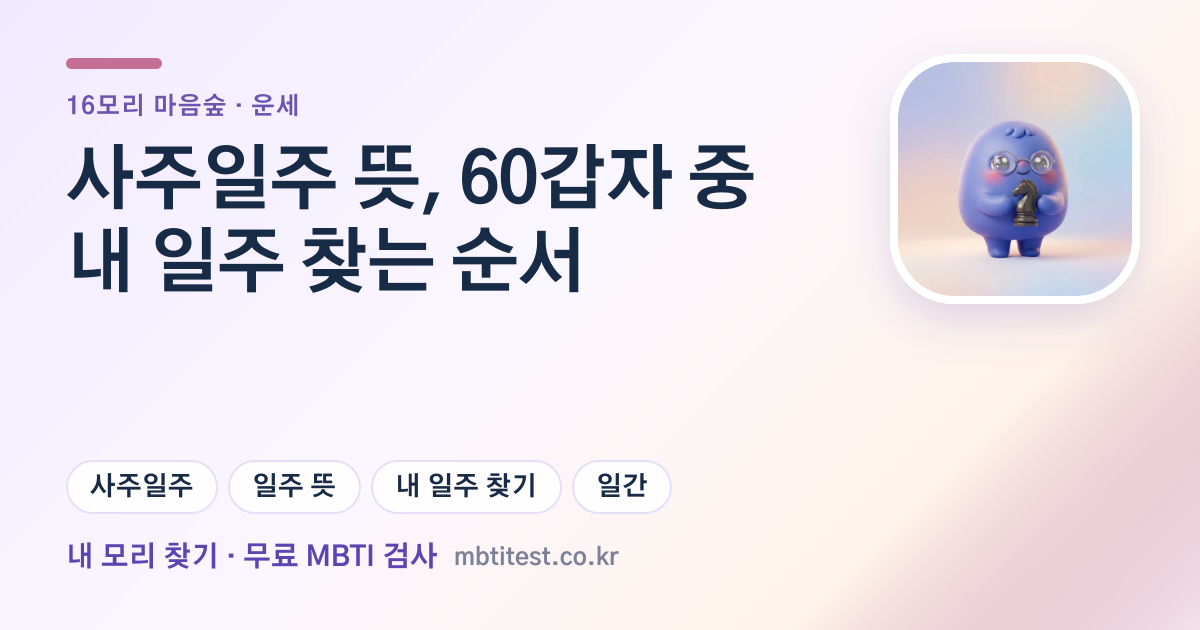 16모리 마음숲 · 운세
사주일주 뜻, 60갑자 중
내 일주 찾는 순서
사주일주
일주 뜻
내 일주 찾기
일간
내 모리 찾기 · 무료 MBTI 검사 mbtitest.co.kr